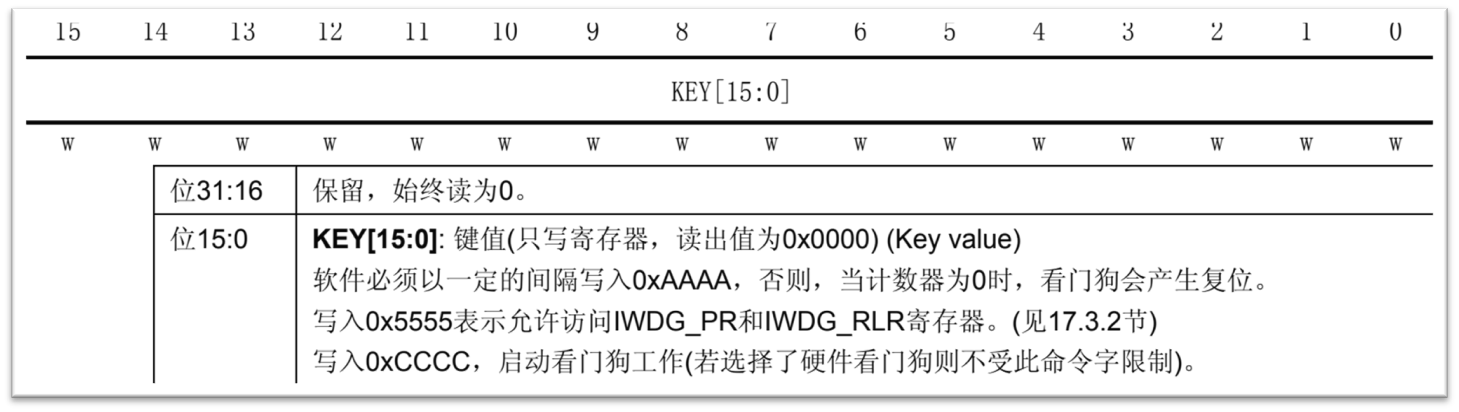 15 14 13 12 11 10 9 8 7 6 5 4 3 2 1 0
KEY[15:0]
w w w w w w w w w w w w w w w w
位31:16 保留，始终读为0。
位15:0 KEY[15:0]: 键值(只写寄存器，读出值为0x0000) (Key value)
软件必须以一定的间隔写入0xAAAA，否则，当计数器为0时，看门狗会产生复位。
写入0x5555表示允许访问IWDG_PR和IWDG_RLR寄存器。(见17.3.2节)
写入0xCCCC，启动看门狗工作(若选择了硬件看门狗则不受此命令字限制)。